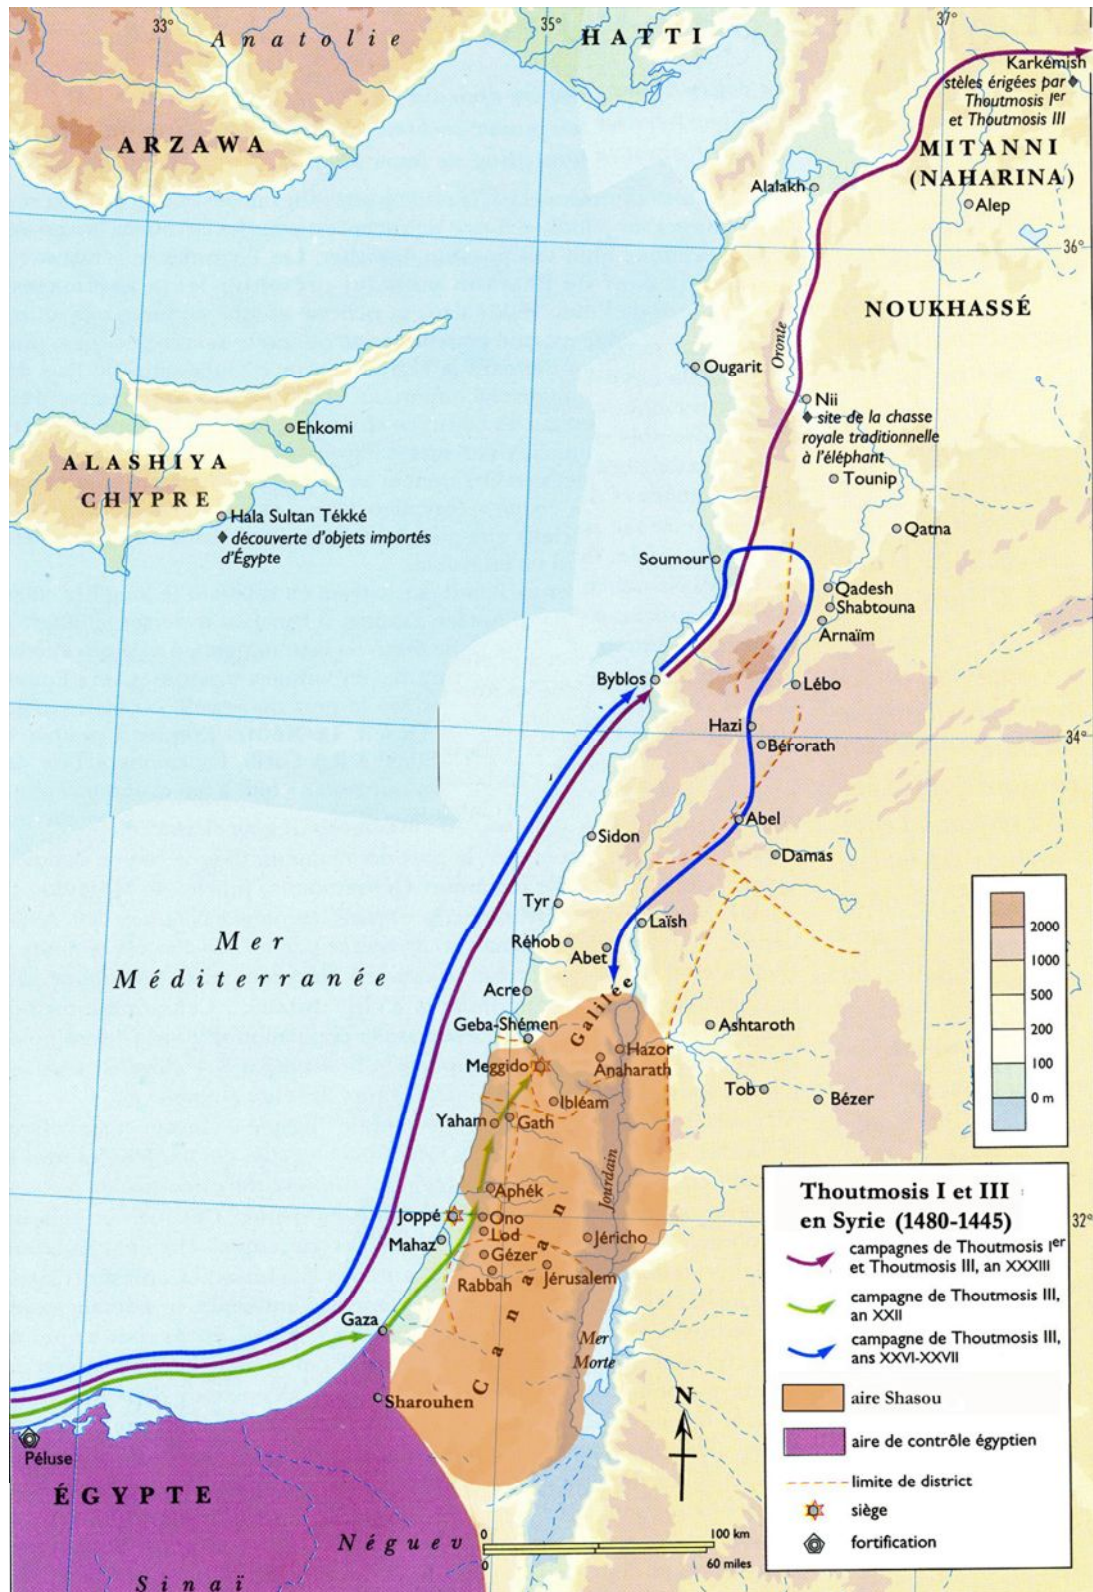 33°
35°
37°
Anatolie
HATTI
Karkémish
stèles érigées par
Thoutmosis Ier
et Thoutmosis III
ARZAWA
MITANNI
(NAHARINA)
Alalakh
Alep
36°
NOUKHASSÉ
Oronte
Ougarit
Nii
site de la chasse
royale traditionnelle
à l'éléphant
Enkomi
ALASHIYA
CHYPRE
Tounip
Hala Sultan Tékké
découverte d'objets importés
d'Égypte
Qatna
Soumour
Qadesh
Shabtouna
Arnaïm
Byblos
Lébo
Hazi
34°
Bérorath
Abel
Sidon
Damas
Tyr
Laïsh
Mer
Méditerranée
Réhob
Abet
Acre
Galilée
Geba-Shémen
Ashtaroth
Hazor
Meggido
Anaharath
Tob
Bézer
Ibléam
Yaham
Gath
Jourdain
Aphék
Canaan
Joppé
Ono
32°
Mahaz
Lod
Jéricho
Gézer
Rabbah
Jérusalem
Gaza
Mer
Morte
Sharouhen
N
Péluse
ÉGYPTE
Néguev
Sinaï
0
100 km
0
60 miles
2000
1000
500
200
100
0 m
Thoutmosis I et III :
en Syrie (1480-1445)
campagnes de Thoutmosis Ier
et Thoutmosis III, an XXXIII
campagne de Thoutmosis III,
an XXII
campagne de Thoutmosis III,
ans XXVI-XXVII
aire Shasou
aire de contrôle égyptien
limite de district
siège
fortification